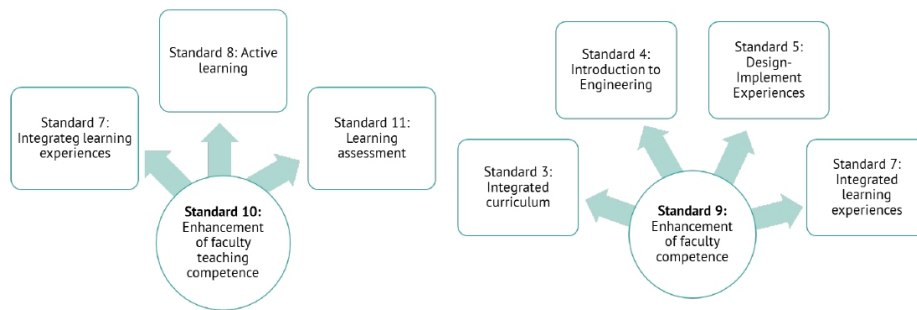 Standard 8: Active
learning
Standard 7:
Integrateg learning
experiences
Standard 11:
Learning
assessment
Standard 10:
Enhancement
of faculty
teaching
competence
Standard 4:
Introduction to
Engineering
Standard 5:
Design-
Implement
Experiences
Standard 3:
Integrated
curriculum
Standard 7:
Integrated
learning
experiences
Standard 9:
Enhancement
of faculty
competence